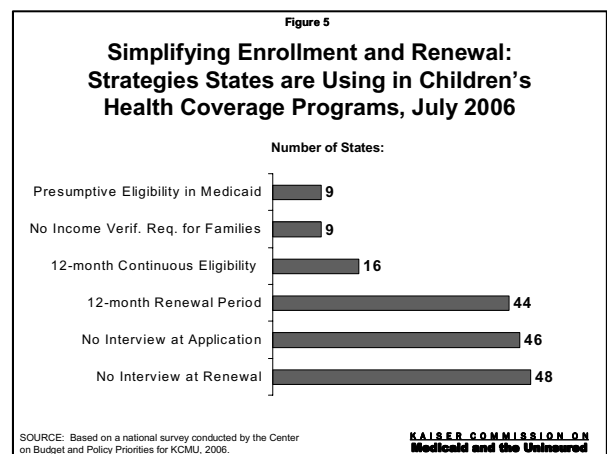 Figure 5
Simplifying Enrollment and Renewal:
Strategies States are Using in Children's
Health Coverage Programs, July 2006
Number of States:
Presumptive Eligibility in Medicaid 9
No Income Verif. Req. for Families 9
12-month Continuous Eligibility 16
12-month Renewal Period 44
No Interview at Application 46
No Interview at Renewal 48
SOURCE: Based on a national survey conducted by the Center
on Budget and Policy Priorities for KCMU, 2006.
KAISER COMMISSION ON
Medicaid and the Uninsured